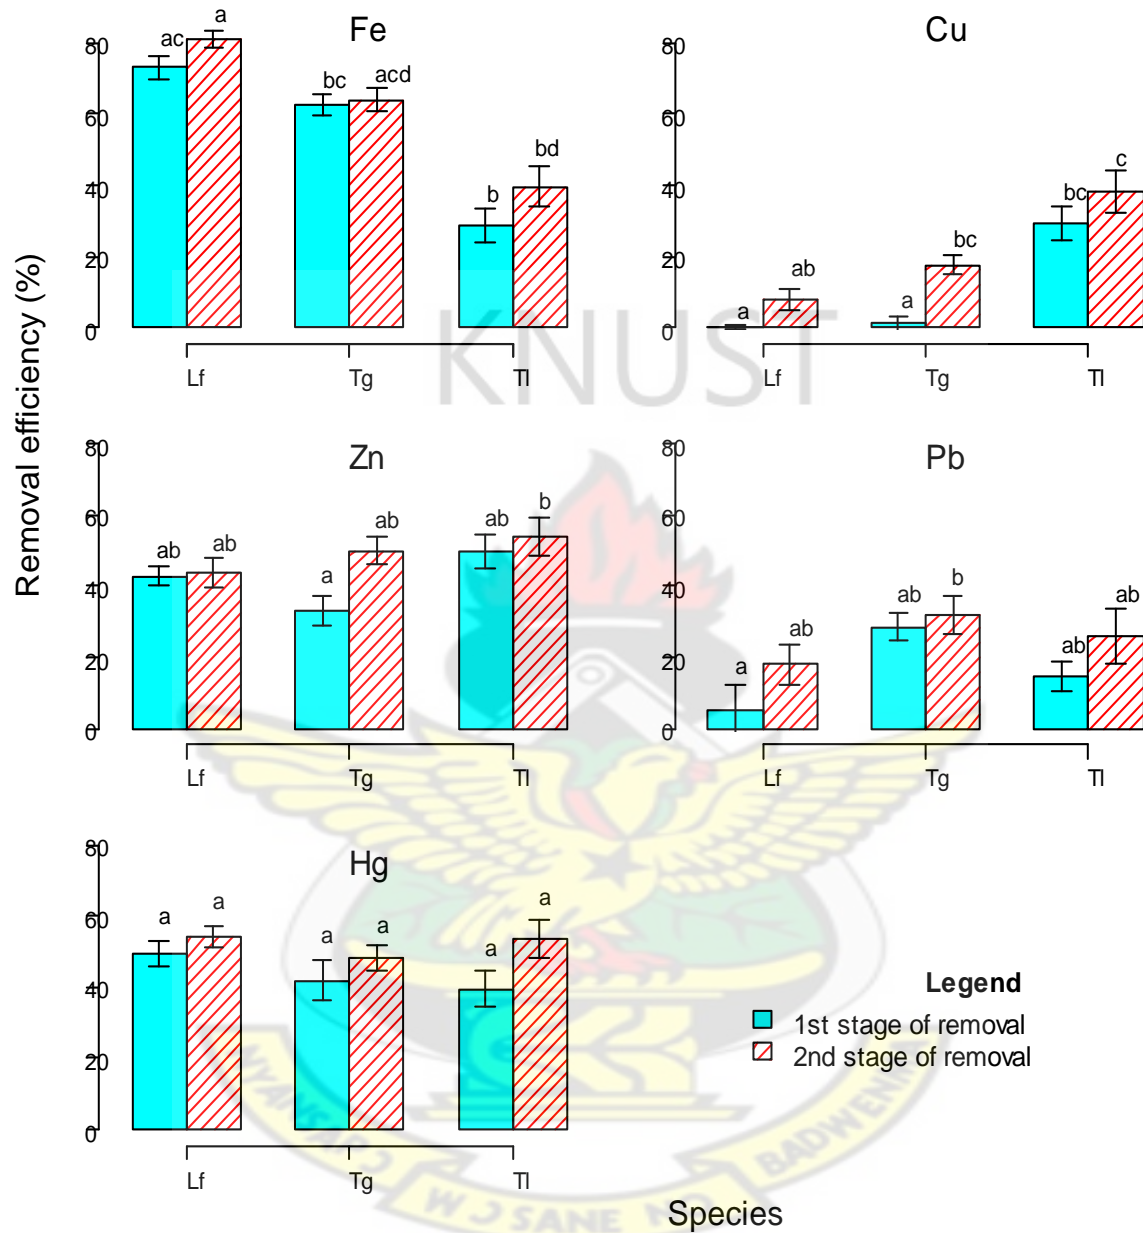 Removal efficiency (%)
Fe
80
60
40
20
0
ac
a
bc
acd
b
bd
Lf
Tg
Tl
Cu
80
60
40
20
0
a
ab
a
bc
bc
c
Lf
Tg
Tl
KNUST
Zn
80
60
40
20
0
ab
ab
a
ab
ab
b
Lf
Tg
Tl
Pb
80
60
40
20
0
a
ab
ab
b
ab
ab
Lf
Tg
Tl
Hg
80
60
40
20
0
a
a
a
a
a
a
Lf
Tg
Tl
Legend
1st stage of removal
2nd stage of removal
Species
NYANSAPO W Ɔ SANE NO BADWENMA